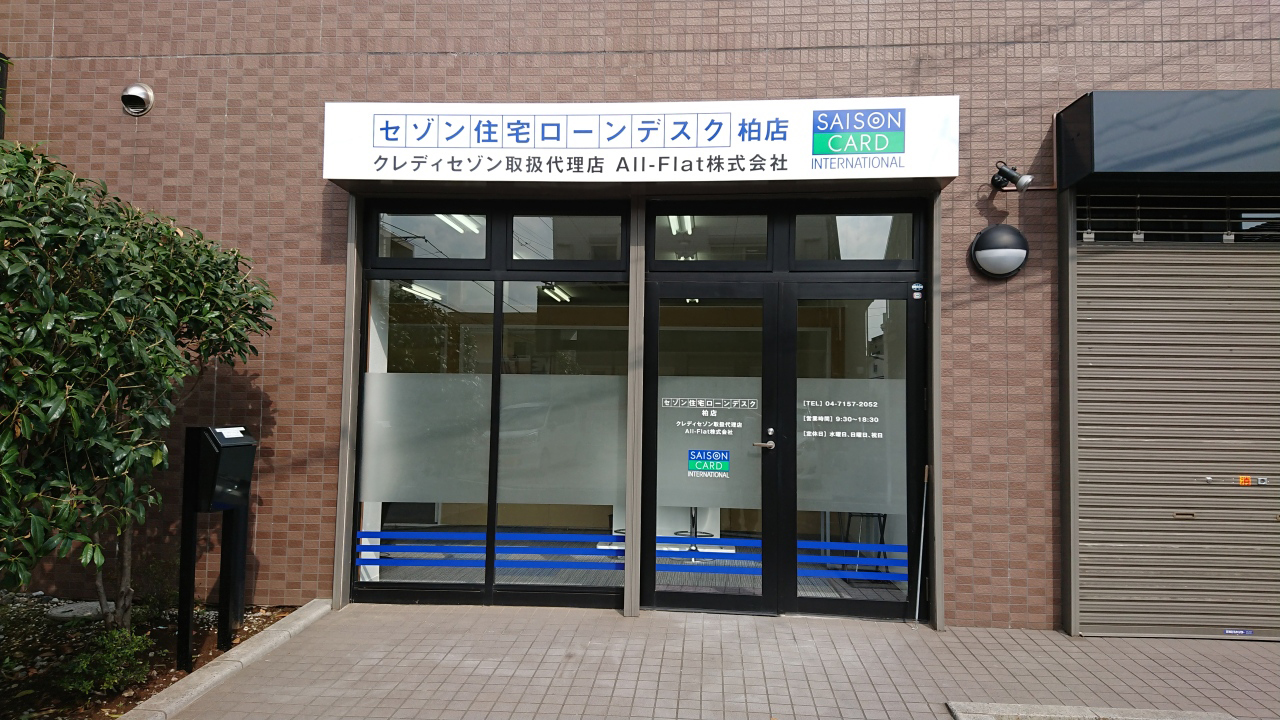 セゾン住宅ローンデスク 柏店
クレディセゾン取扱代理店 All-Flat株式会社
SAISON
CARD
INTERNATIONAL
セゾン住宅ローンデスク
柏店
クレディセゾン取扱代理店
All-Flat株式会社
SAISON
CARD
INTERNATIONAL
[TEL] 04-7157-2052
[営業時間] 9:30〜18:30
[定休日] 水曜日、日曜日、祝日